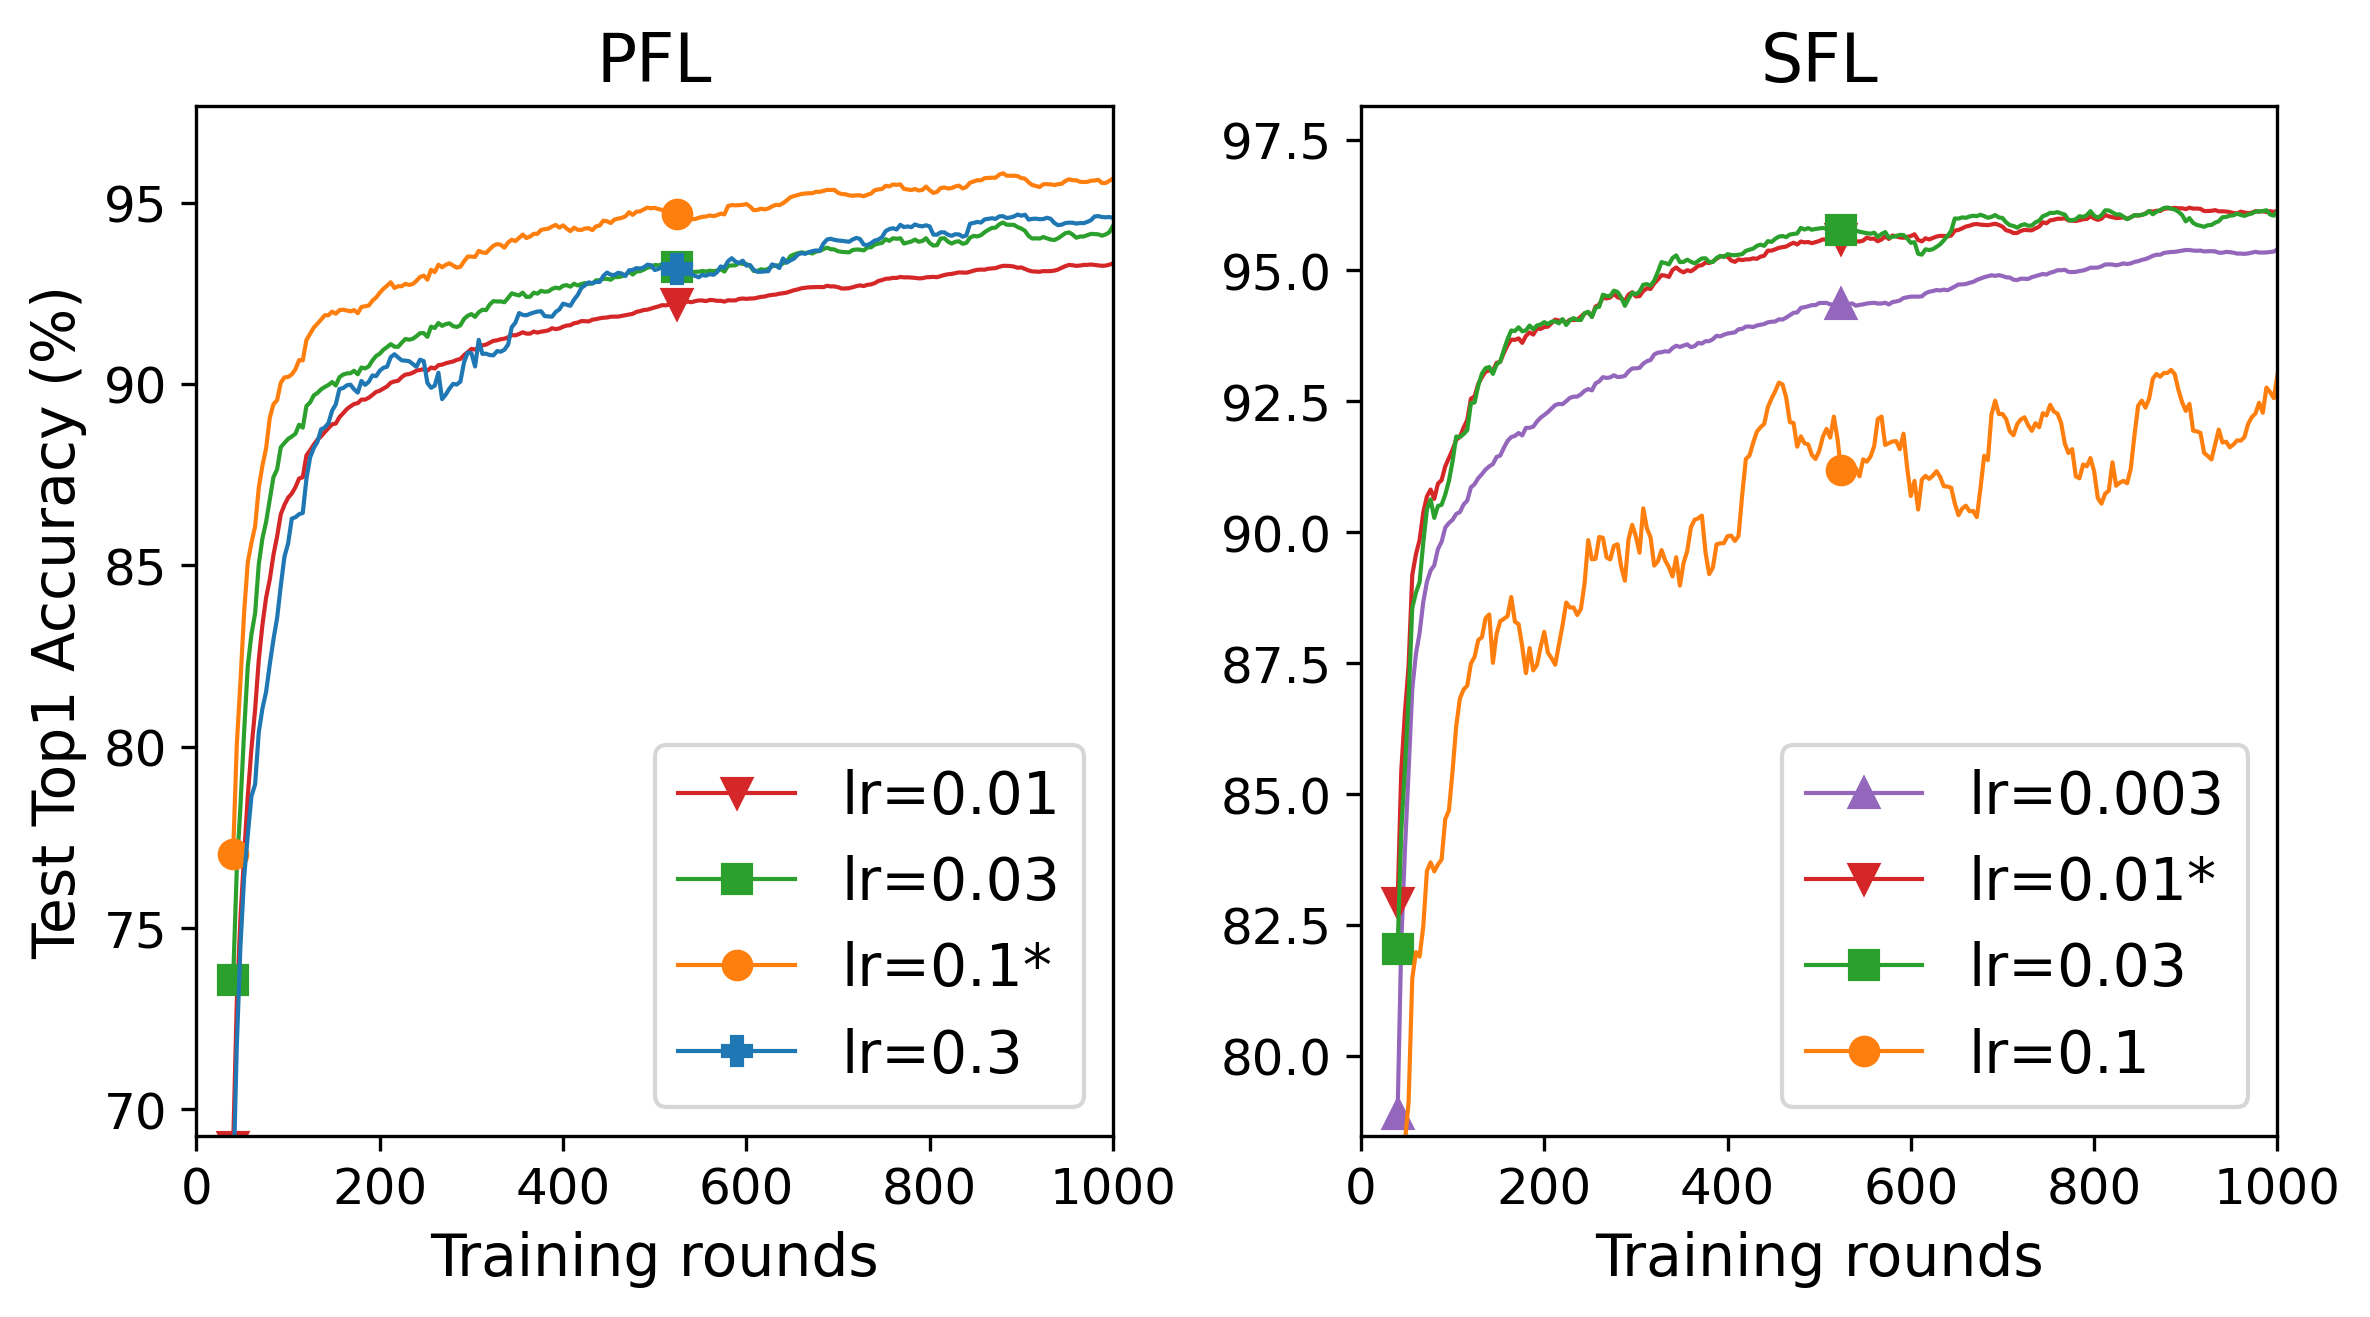 PFL
Test Top1 Accuracy (%)
95
90
85
80
75
70
0 200 400 600 800 1000
Training rounds
lr=0.01
lr=0.03
lr=0.1*
lr=0.3
SFL
97.5
95.0
92.5
90.0
87.5
85.0
82.5
80.0
0 200 400 600 800 1000
Training rounds
lr=0.003
lr=0.01*
lr=0.03
lr=0.1